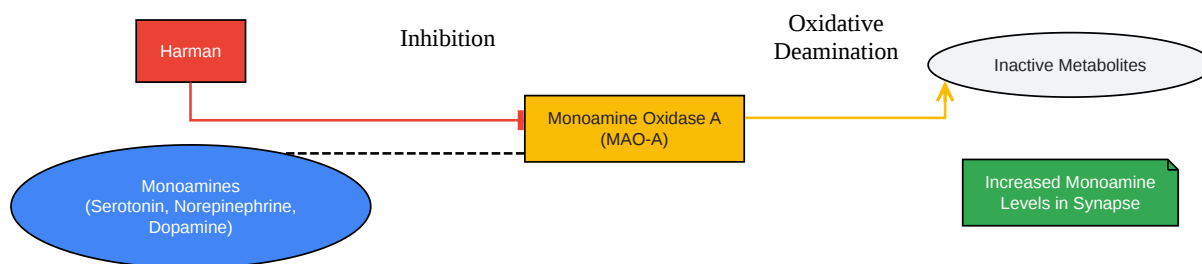 Harman
Inhibition
Oxidative
Deamination
Inactive Metabolites
Monoamine Oxidase A
(MAO-A)
Monoamines
(Serotonin, Norepinephrine,
Dopamine)
Increased Monoamine
Levels in Synapse